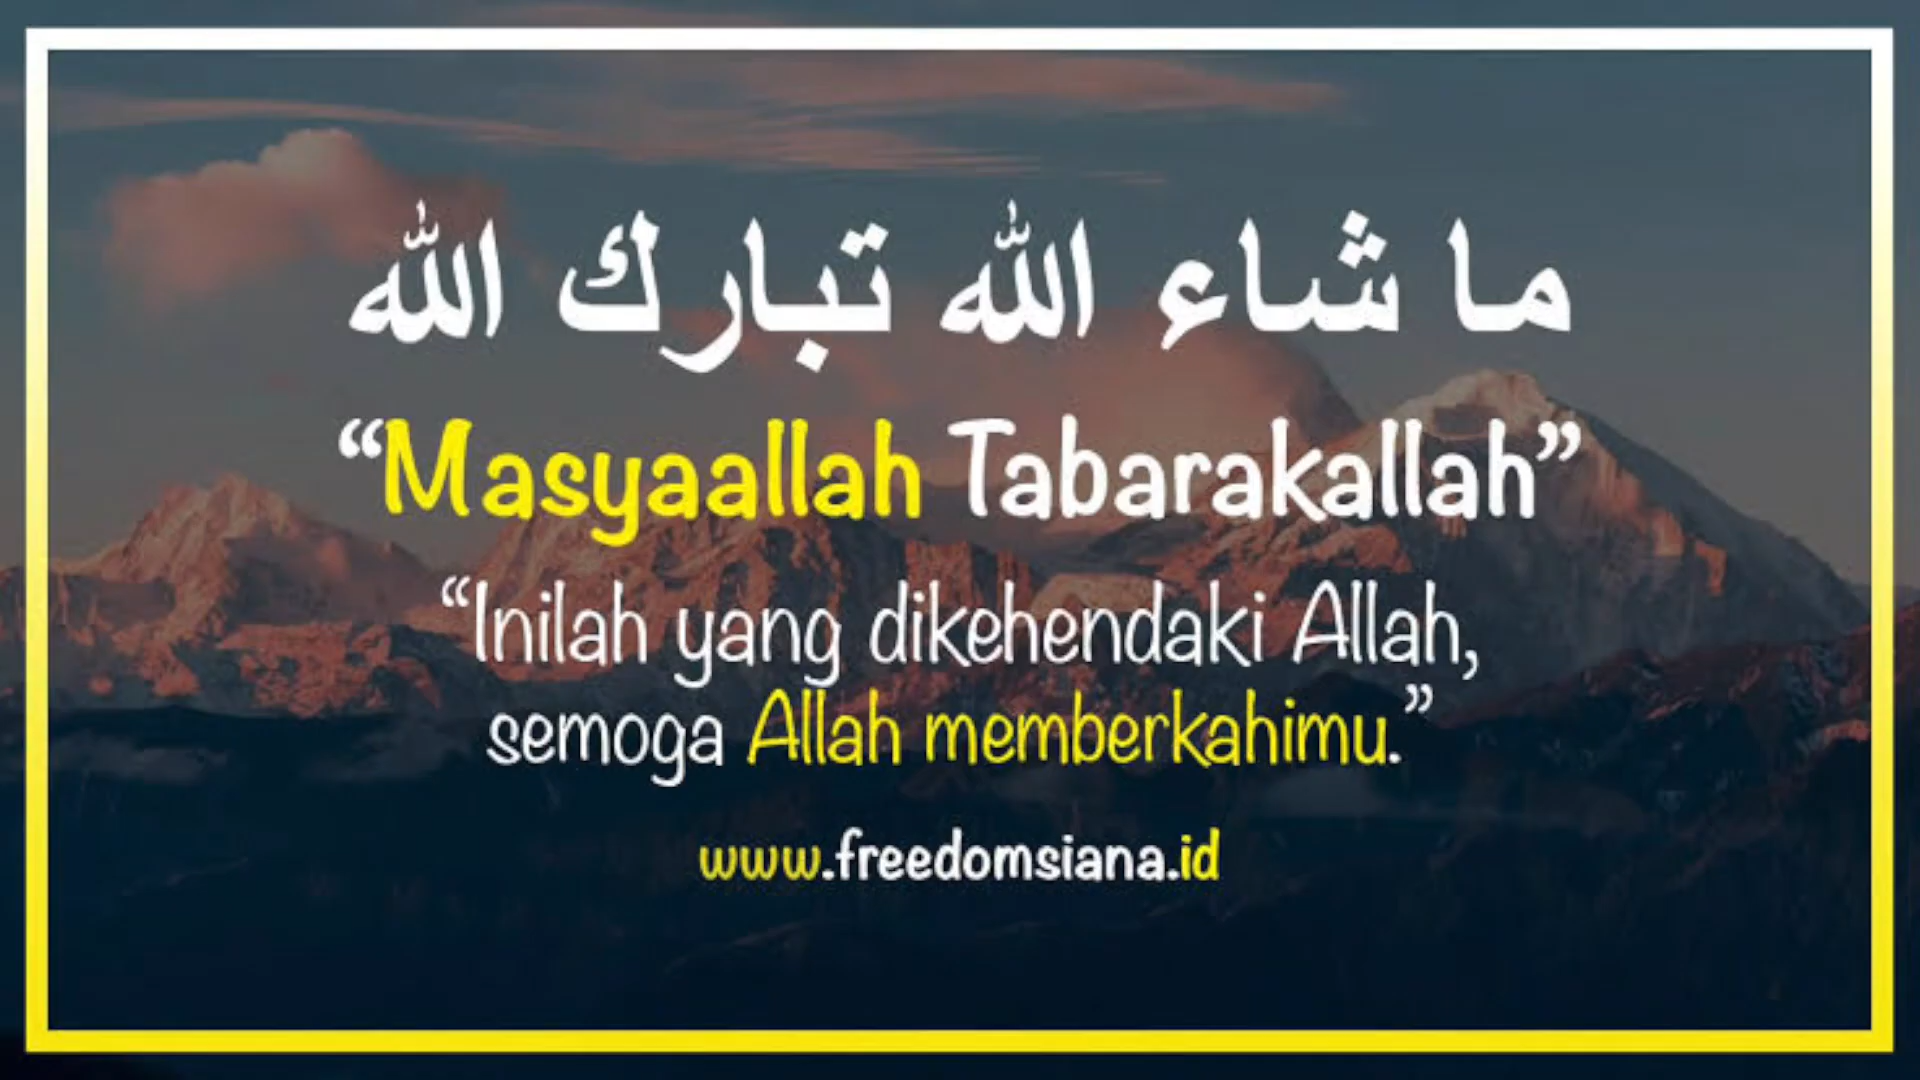 ما شاء الله تبارك الله
“Masyaallah Tabarakallah”
“Inilah yang dikehendaki Allah,
semoga Allah memberkahimu.”
www.freedomsiana.id